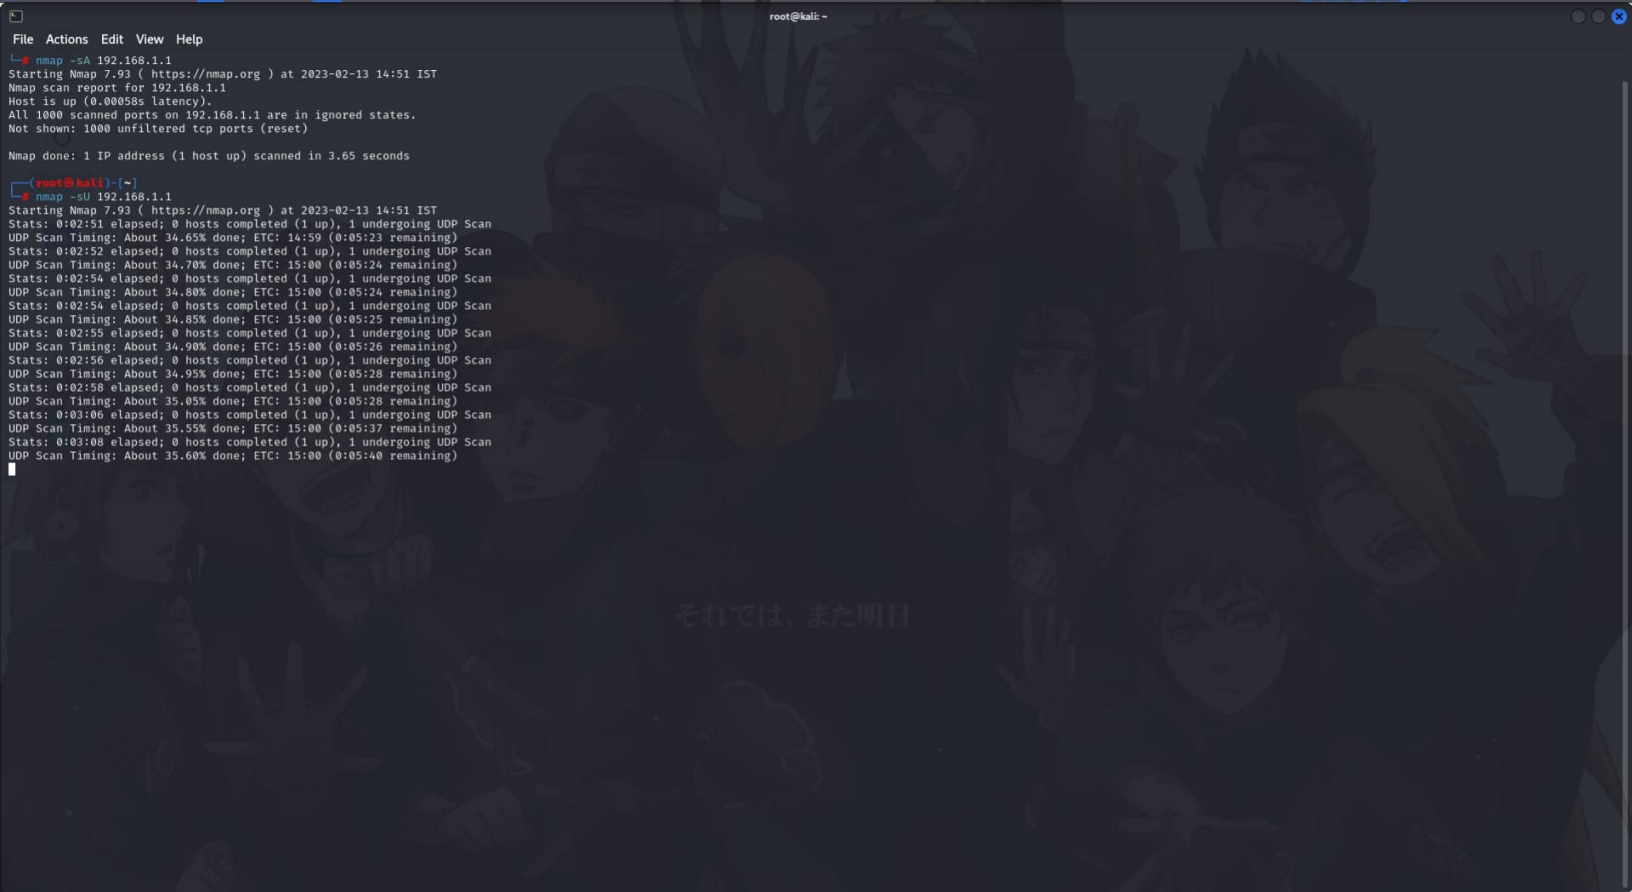 root@kali: ~
File Actions Edit View Help
└─# nmap -sA 192.168.1.1
Starting Nmap 7.93 ( https://nmap.org ) at 2023-02-13 14:51 IST
Nmap scan report for 192.168.1.1
Host is up (0.00058s latency).
All 1000 scanned ports on 192.168.1.1 are in ignored states.
Not shown: 1000 unfiltered tcp ports (reset)
Nmap done: 1 IP address (1 host up) scanned in 3.65 seconds
┌──(root㉿kali)-[~]
└─# nmap -sU 192.168.1.1
Starting Nmap 7.93 ( https://nmap.org ) at 2023-02-13 14:51 IST
Stats: 0:02:51 elapsed; 0 hosts completed (1 up), 1 undergoing UDP Scan
UDP Scan Timing: About 34.65% done; ETC: 14:59 (0:05:23 remaining)
Stats: 0:02:52 elapsed; 0 hosts completed (1 up), 1 undergoing UDP Scan
UDP Scan Timing: About 34.70% done; ETC: 15:00 (0:05:24 remaining)
Stats: 0:02:54 elapsed; 0 hosts completed (1 up), 1 undergoing UDP Scan
UDP Scan Timing: About 34.80% done; ETC: 15:00 (0:05:24 remaining)
Stats: 0:02:54 elapsed; 0 hosts completed (1 up), 1 undergoing UDP Scan
UDP Scan Timing: About 34.85% done; ETC: 15:00 (0:05:25 remaining)
Stats: 0:02:55 elapsed; 0 hosts completed (1 up), 1 undergoing UDP Scan
UDP Scan Timing: About 34.90% done; ETC: 15:00 (0:05:26 remaining)
Stats: 0:02:56 elapsed; 0 hosts completed (1 up), 1 undergoing UDP Scan
UDP Scan Timing: About 34.95% done; ETC: 15:00 (0:05:28 remaining)
Stats: 0:02:58 elapsed; 0 hosts completed (1 up), 1 undergoing UDP Scan
UDP Scan Timing: About 35.05% done; ETC: 15:00 (0:05:28 remaining)
Stats: 0:03:06 elapsed; 0 hosts completed (1 up), 1 undergoing UDP Scan
UDP Scan Timing: About 35.55% done; ETC: 15:00 (0:05:37 remaining)
Stats: 0:03:08 elapsed; 0 hosts completed (1 up), 1 undergoing UDP Scan
UDP Scan Timing: About 35.60% done; ETC: 15:00 (0:05:40 remaining)
それでは、また明日